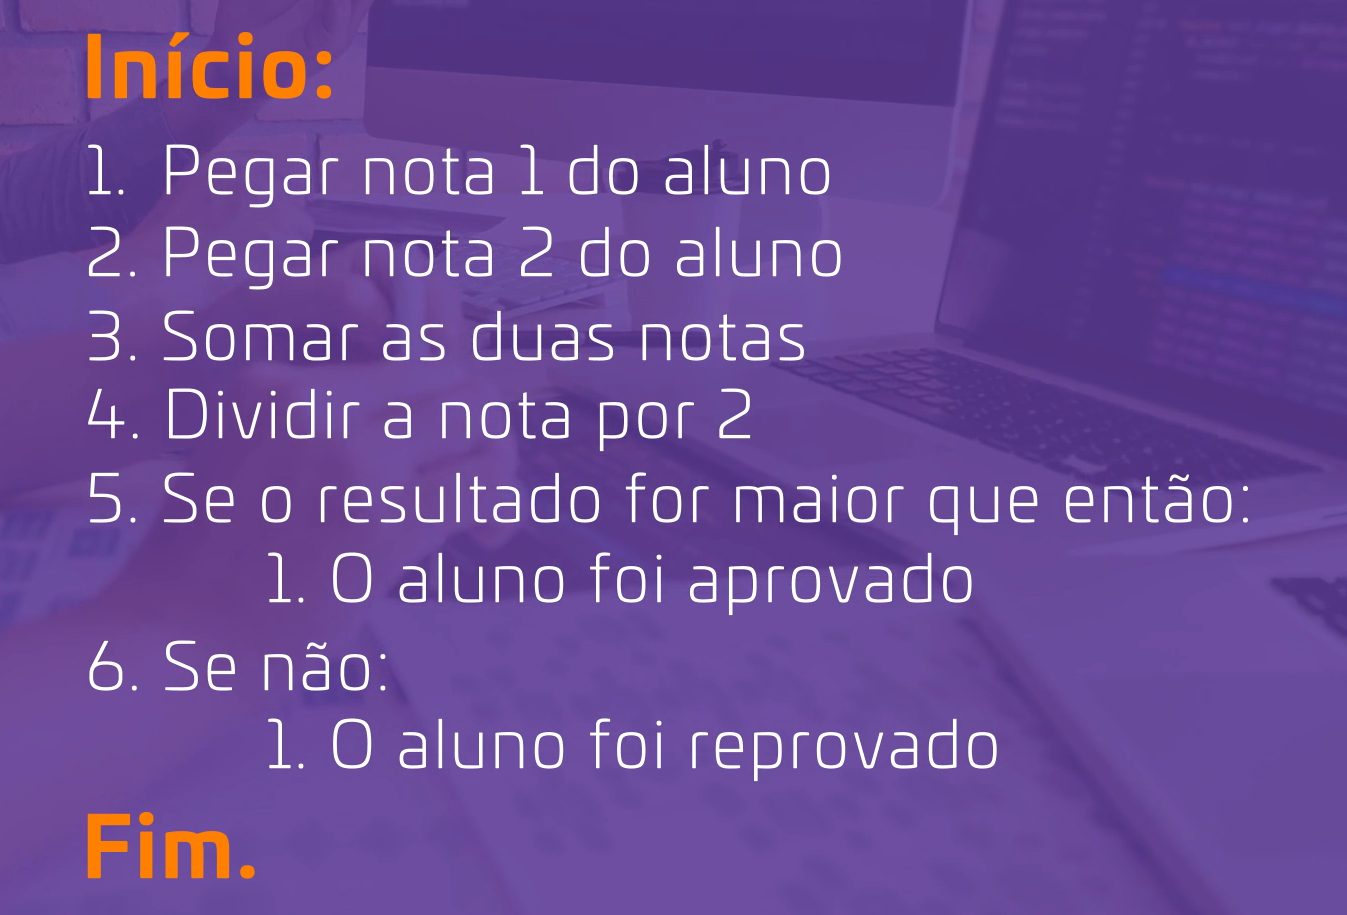 Início:
1. Pegar nota 1 do aluno
2. Pegar nota 2 do aluno
3. Somar as duas notas
4. Dividir a nota por 2
5. Se o resultado for maior que então:
1. O aluno foi aprovado
6. Se não:
1. O aluno foi reprovado
Fim.